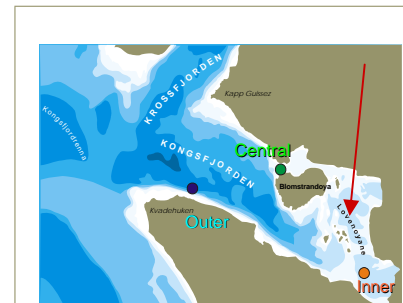 KROSSFJORDEN
Kapp Guissez
Kongsfjordrenna
KONGSFJORDEN
Central
Blomstrandøya
Kvadehuken
Outer
Lovenøyane
Inner